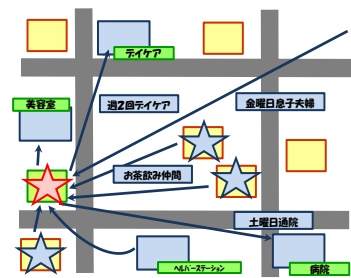 デイケア
美容室
週2回デイケア
金曜日息子夫婦
お茶飲み仲間
土曜日通院
ヘルパーステーション
病院